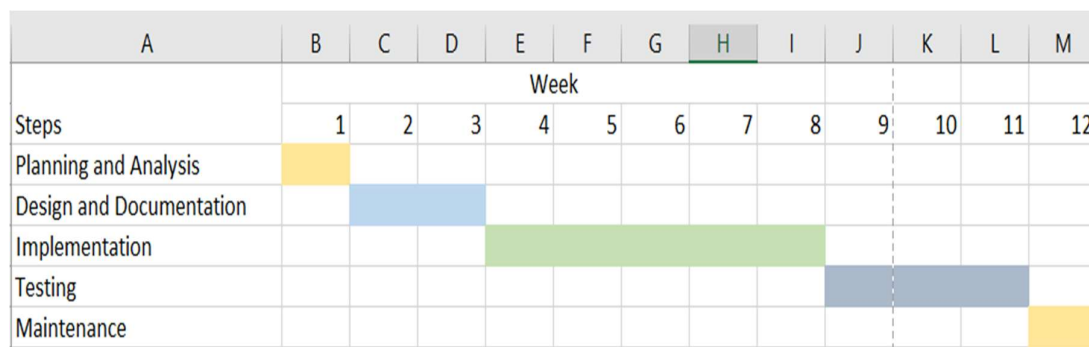 A B C D E F G H I J K L M
Week
Steps 1 2 3 4 5 6 7 8 9 10 11 12
Planning and Analysis
Design and Documentation
Implementation
Testing
Maintenance